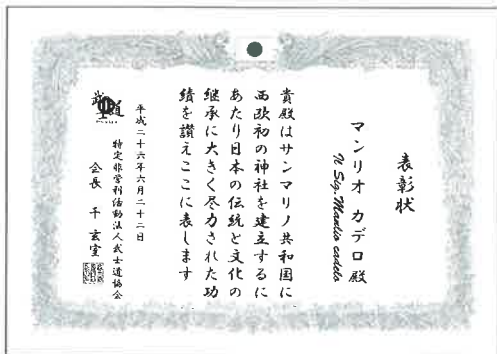 表彰状
マンリオ カデロ殿
Il Sig. Manlio cadelo
貴殿はサンマリノ共和国に
西欧初の神社を建立するに
あたり日本の伝統と文化の
継承に大きく尽力された功
績を讃えここに表します
平成二十六年六月二十二日
特定非営利活動法人武士道協会
会長 千 玄室